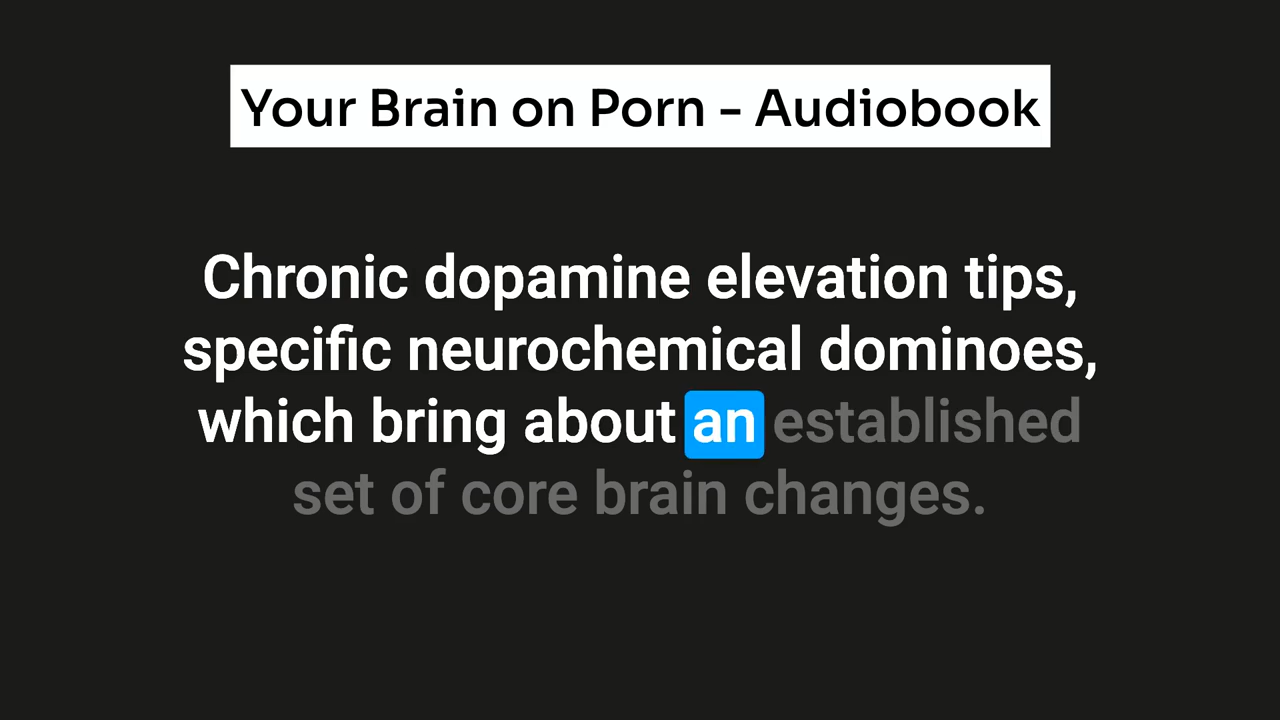 Your Brain on Porn - Audiobook
Chronic dopamine elevation tips,
specific neurochemical dominoes,
which bring about an established
set of core brain changes.